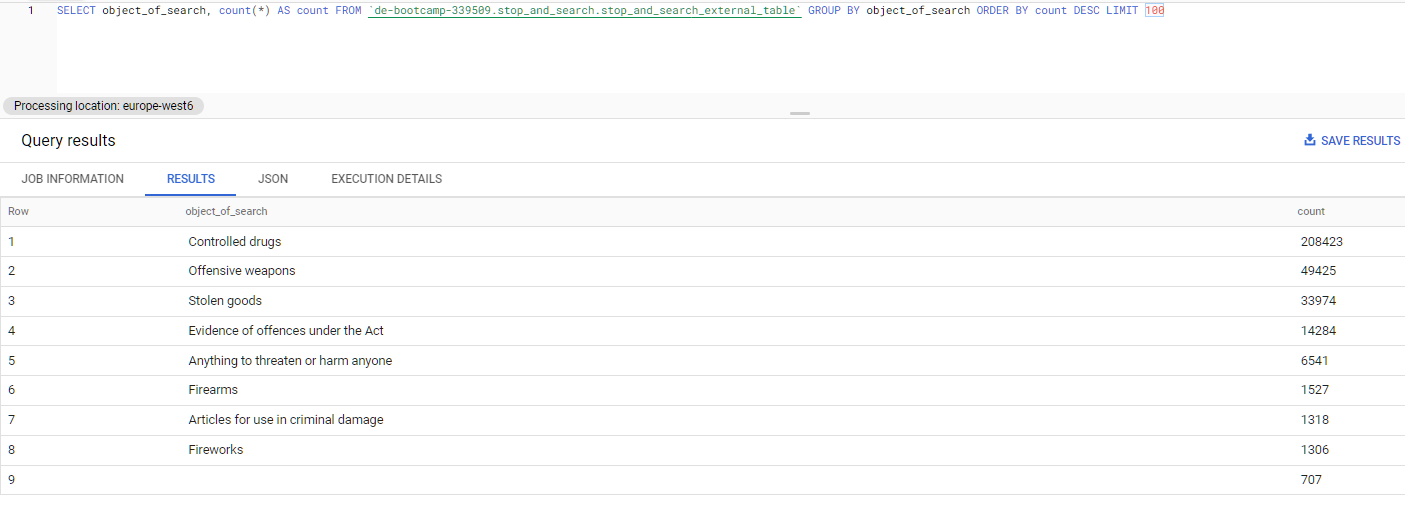 1 SELECT object_of_search, count(*) AS count FROM `de-bootcamp-339509.stop_and_search.stop_and_search_external_table` GROUP BY object_of_search ORDER BY count DESC LIMIT 100
Processing location: europe-west6
Query results SAVE RESULTS
JOB INFORMATION RESULTS JSON EXECUTION DETAILS
Row object_of_search count
1 Controlled drugs 208423
2 Offensive weapons 49425
3 Stolen goods 33974
4 Evidence of offences under the Act 14284
5 Anything to threaten or harm anyone 6541
6 Firearms 1527
7 Articles for use in criminal damage 1318
8 Fireworks 1306
9 707